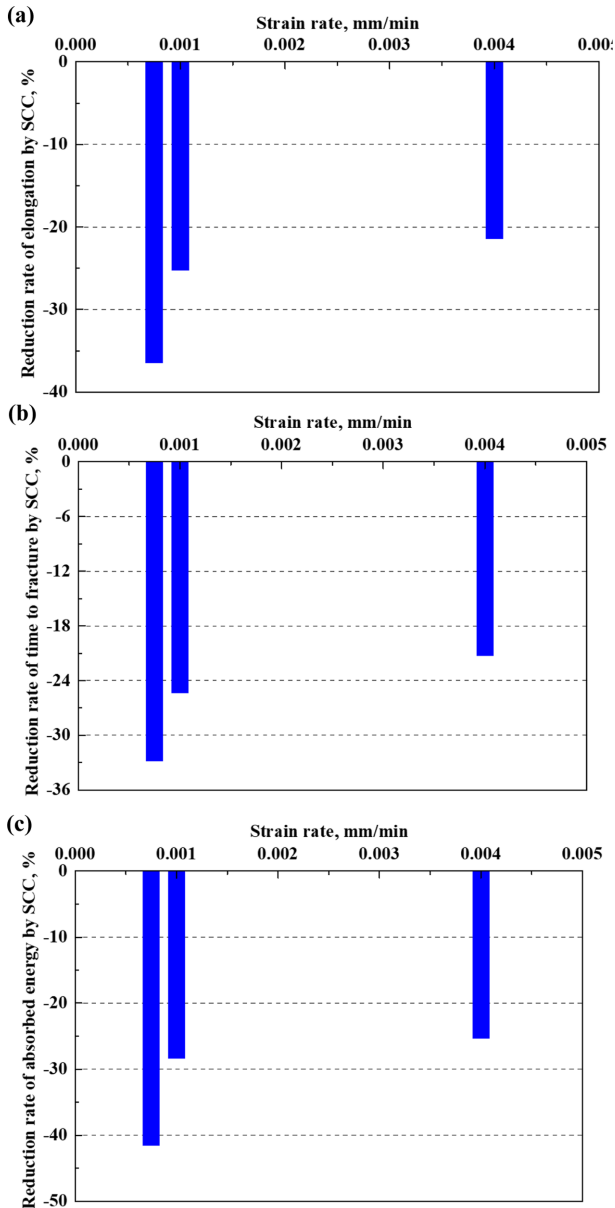 (a)
Strain rate, mm/min
0.000 0.001 0.002 0.003 0.004 0.005
Reduction rate of elongation by SCC, %
0
-10
-20
-30
-40
(b)
Strain rate, mm/min
0.000 0.001 0.002 0.003 0.004 0.005
Reduction rate of time to fracture by SCC, %
0
-6
-12
-18
-24
-30
-36
(c)
Strain rate, mm/min
0.000 0.001 0.002 0.003 0.004 0.005
Reduction rate of absorbed energy by SCC, %
0
-10
-20
-30
-40
-50